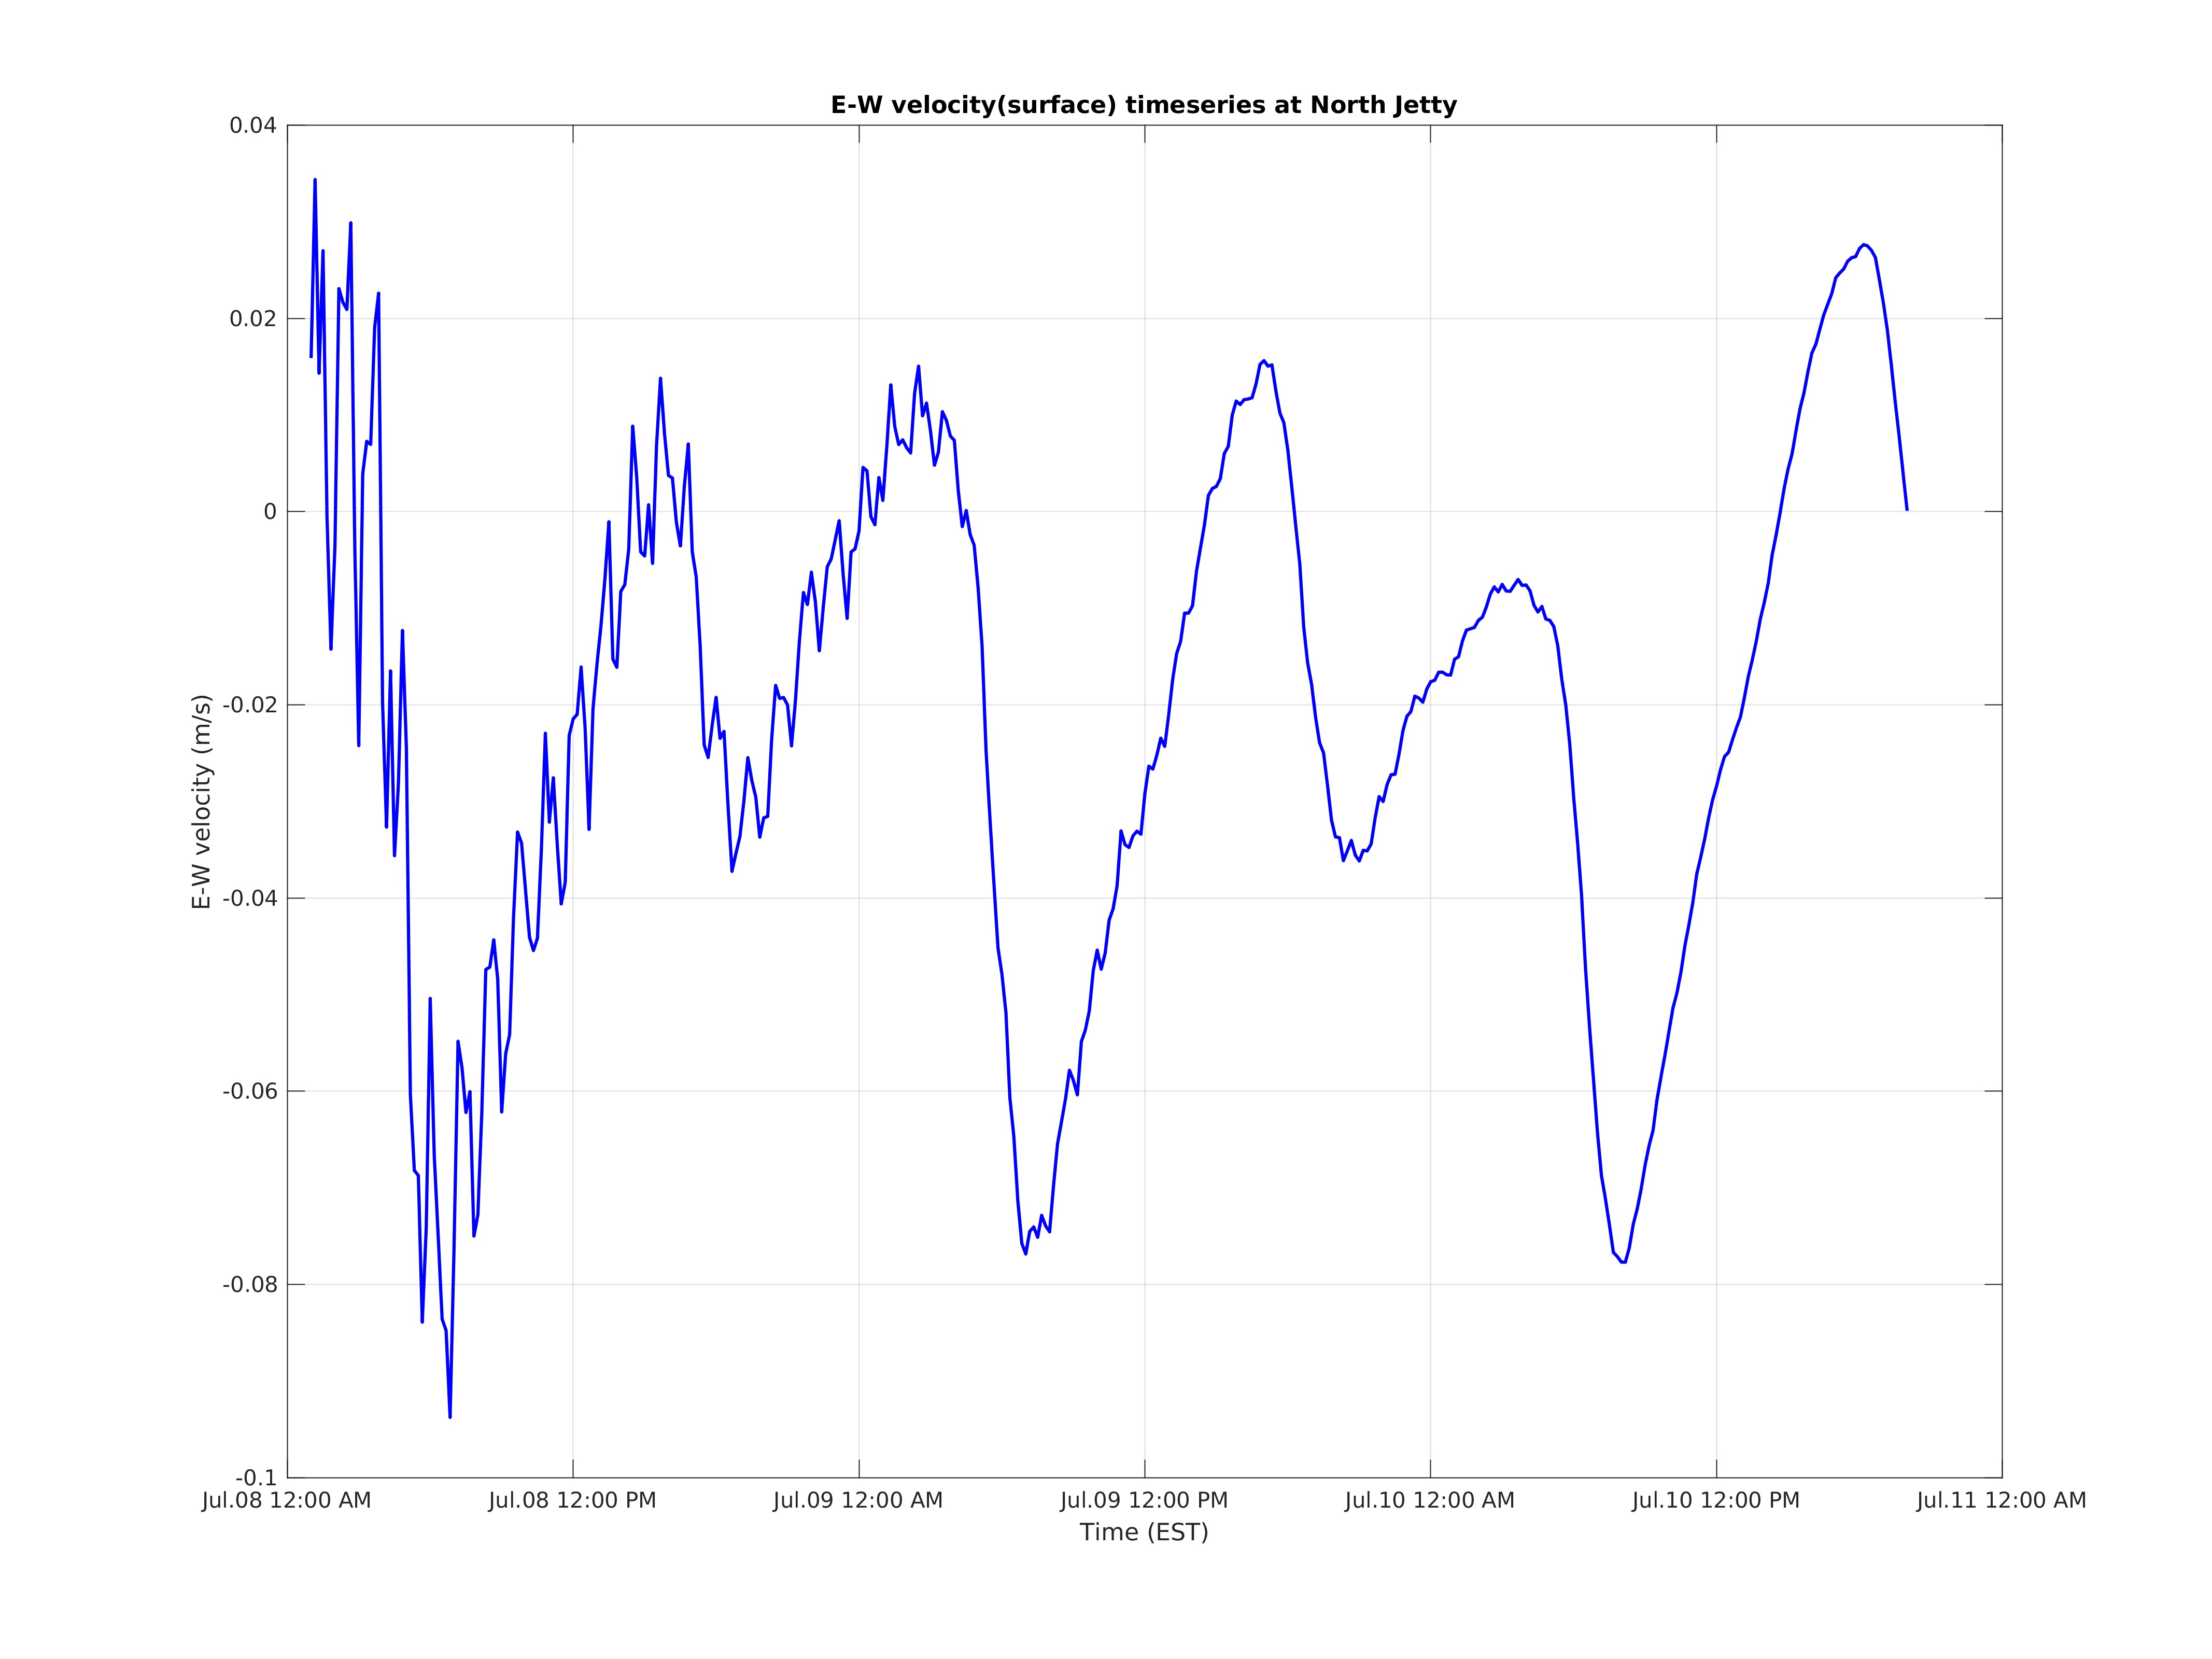 E-W velocity(surface) timeseries at North Jetty
0.04
0.02
0
-0.02
-0.04
-0.06
-0.08
-0.1
E-W velocity (m/s)
Jul.08 12:00 AM Jul.08 12:00 PM Jul.09 12:00 AM Jul.09 12:00 PM Jul.10 12:00 AM Jul.10 12:00 PM Jul.11 12:00 AM
Time (EST)